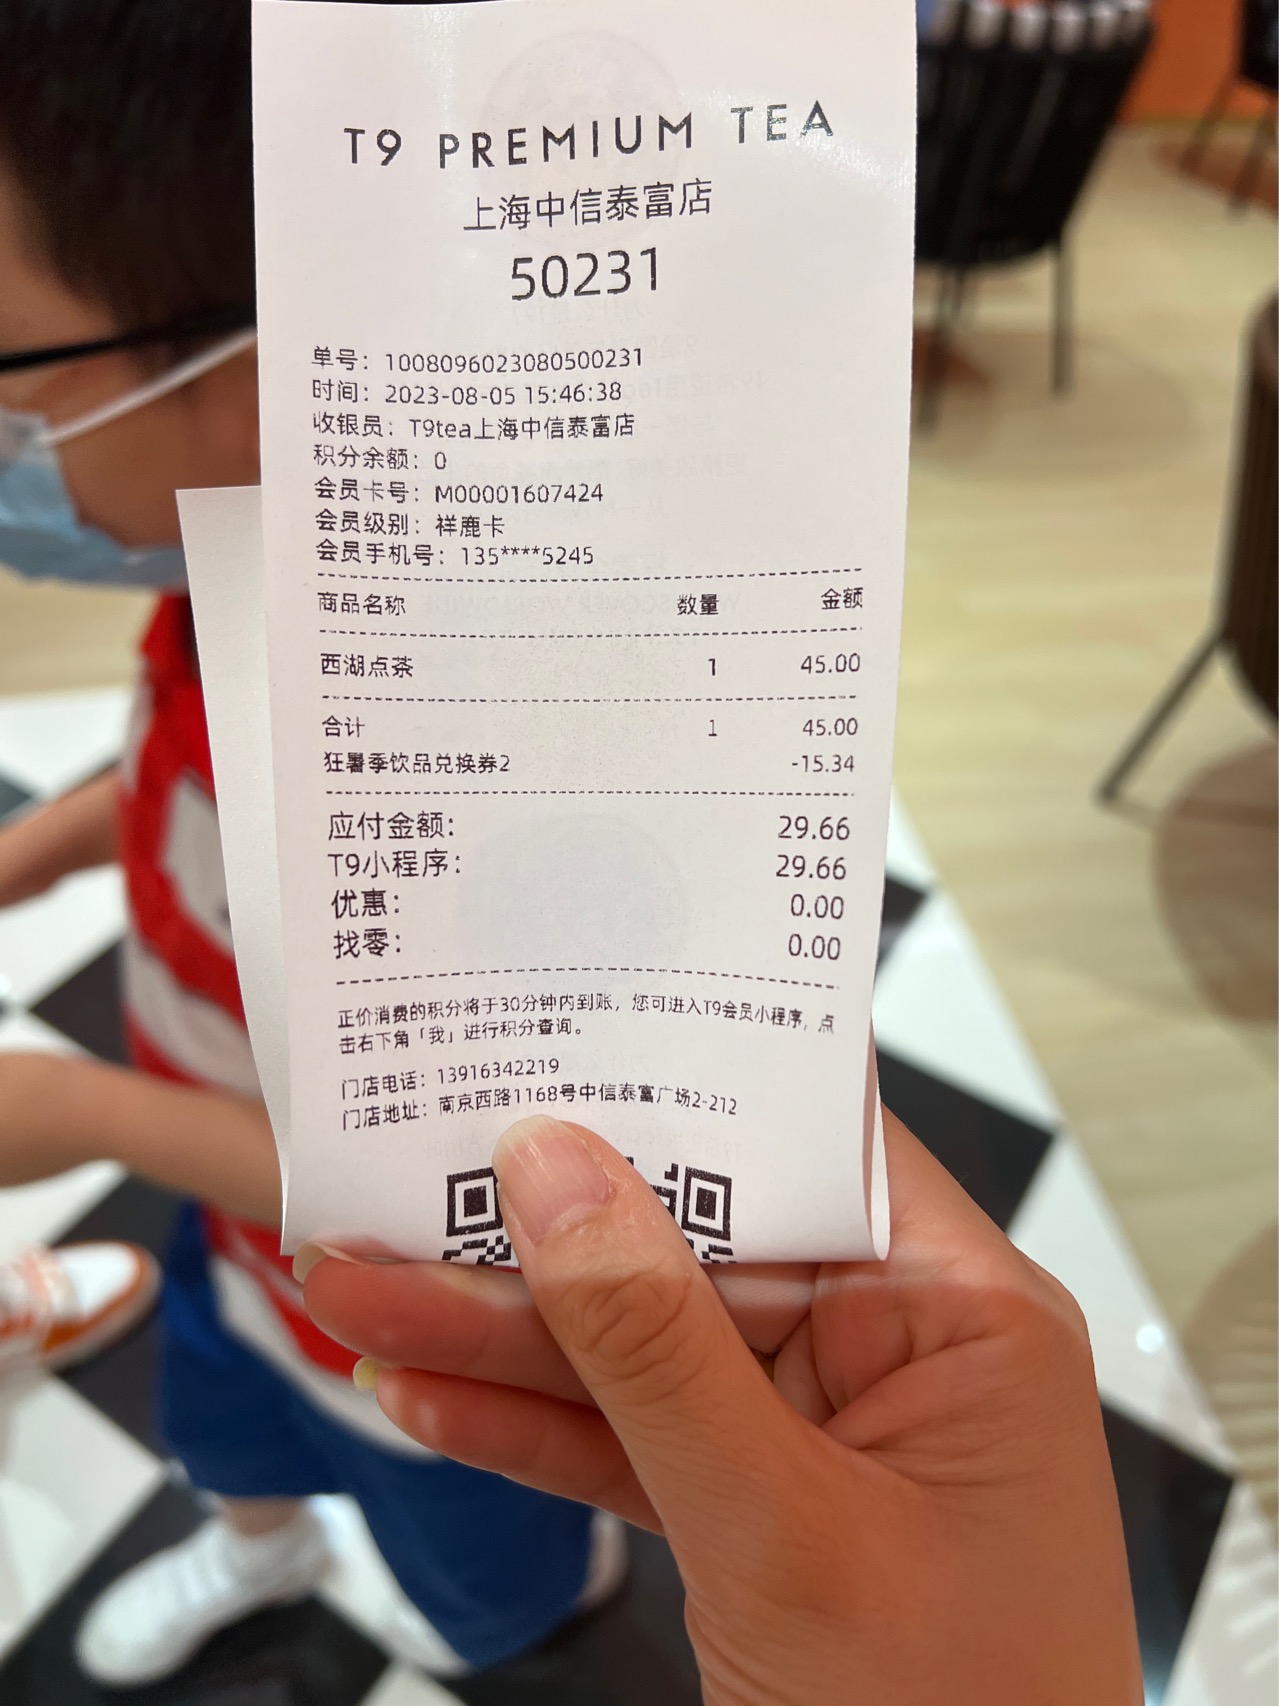 T9 PREMIUM TEA
上海中信泰富店
50231
单号：1008096023080500231
时间：2023-08-05 15:46:38
收银员：T9tea上海中信泰富店
积分余额：0
会员卡号：M00001607424
会员级别：祥鹿卡
会员手机号：135****5245
商品名称 数量 金额
西湖点茶 1 45.00
合计 1 45.00
狂暑季饮品兑换券2 -15.34
应付金额： 29.66
T9小程序： 29.66
优惠： 0.00
找零： 0.00
正价消费的积分将于30分钟内到账，您可进入T9会员小程序，点
击右下角「我」进行积分查询。
门店电话：13916342219
门店地址：南京西路1168号中信泰富广场2-212